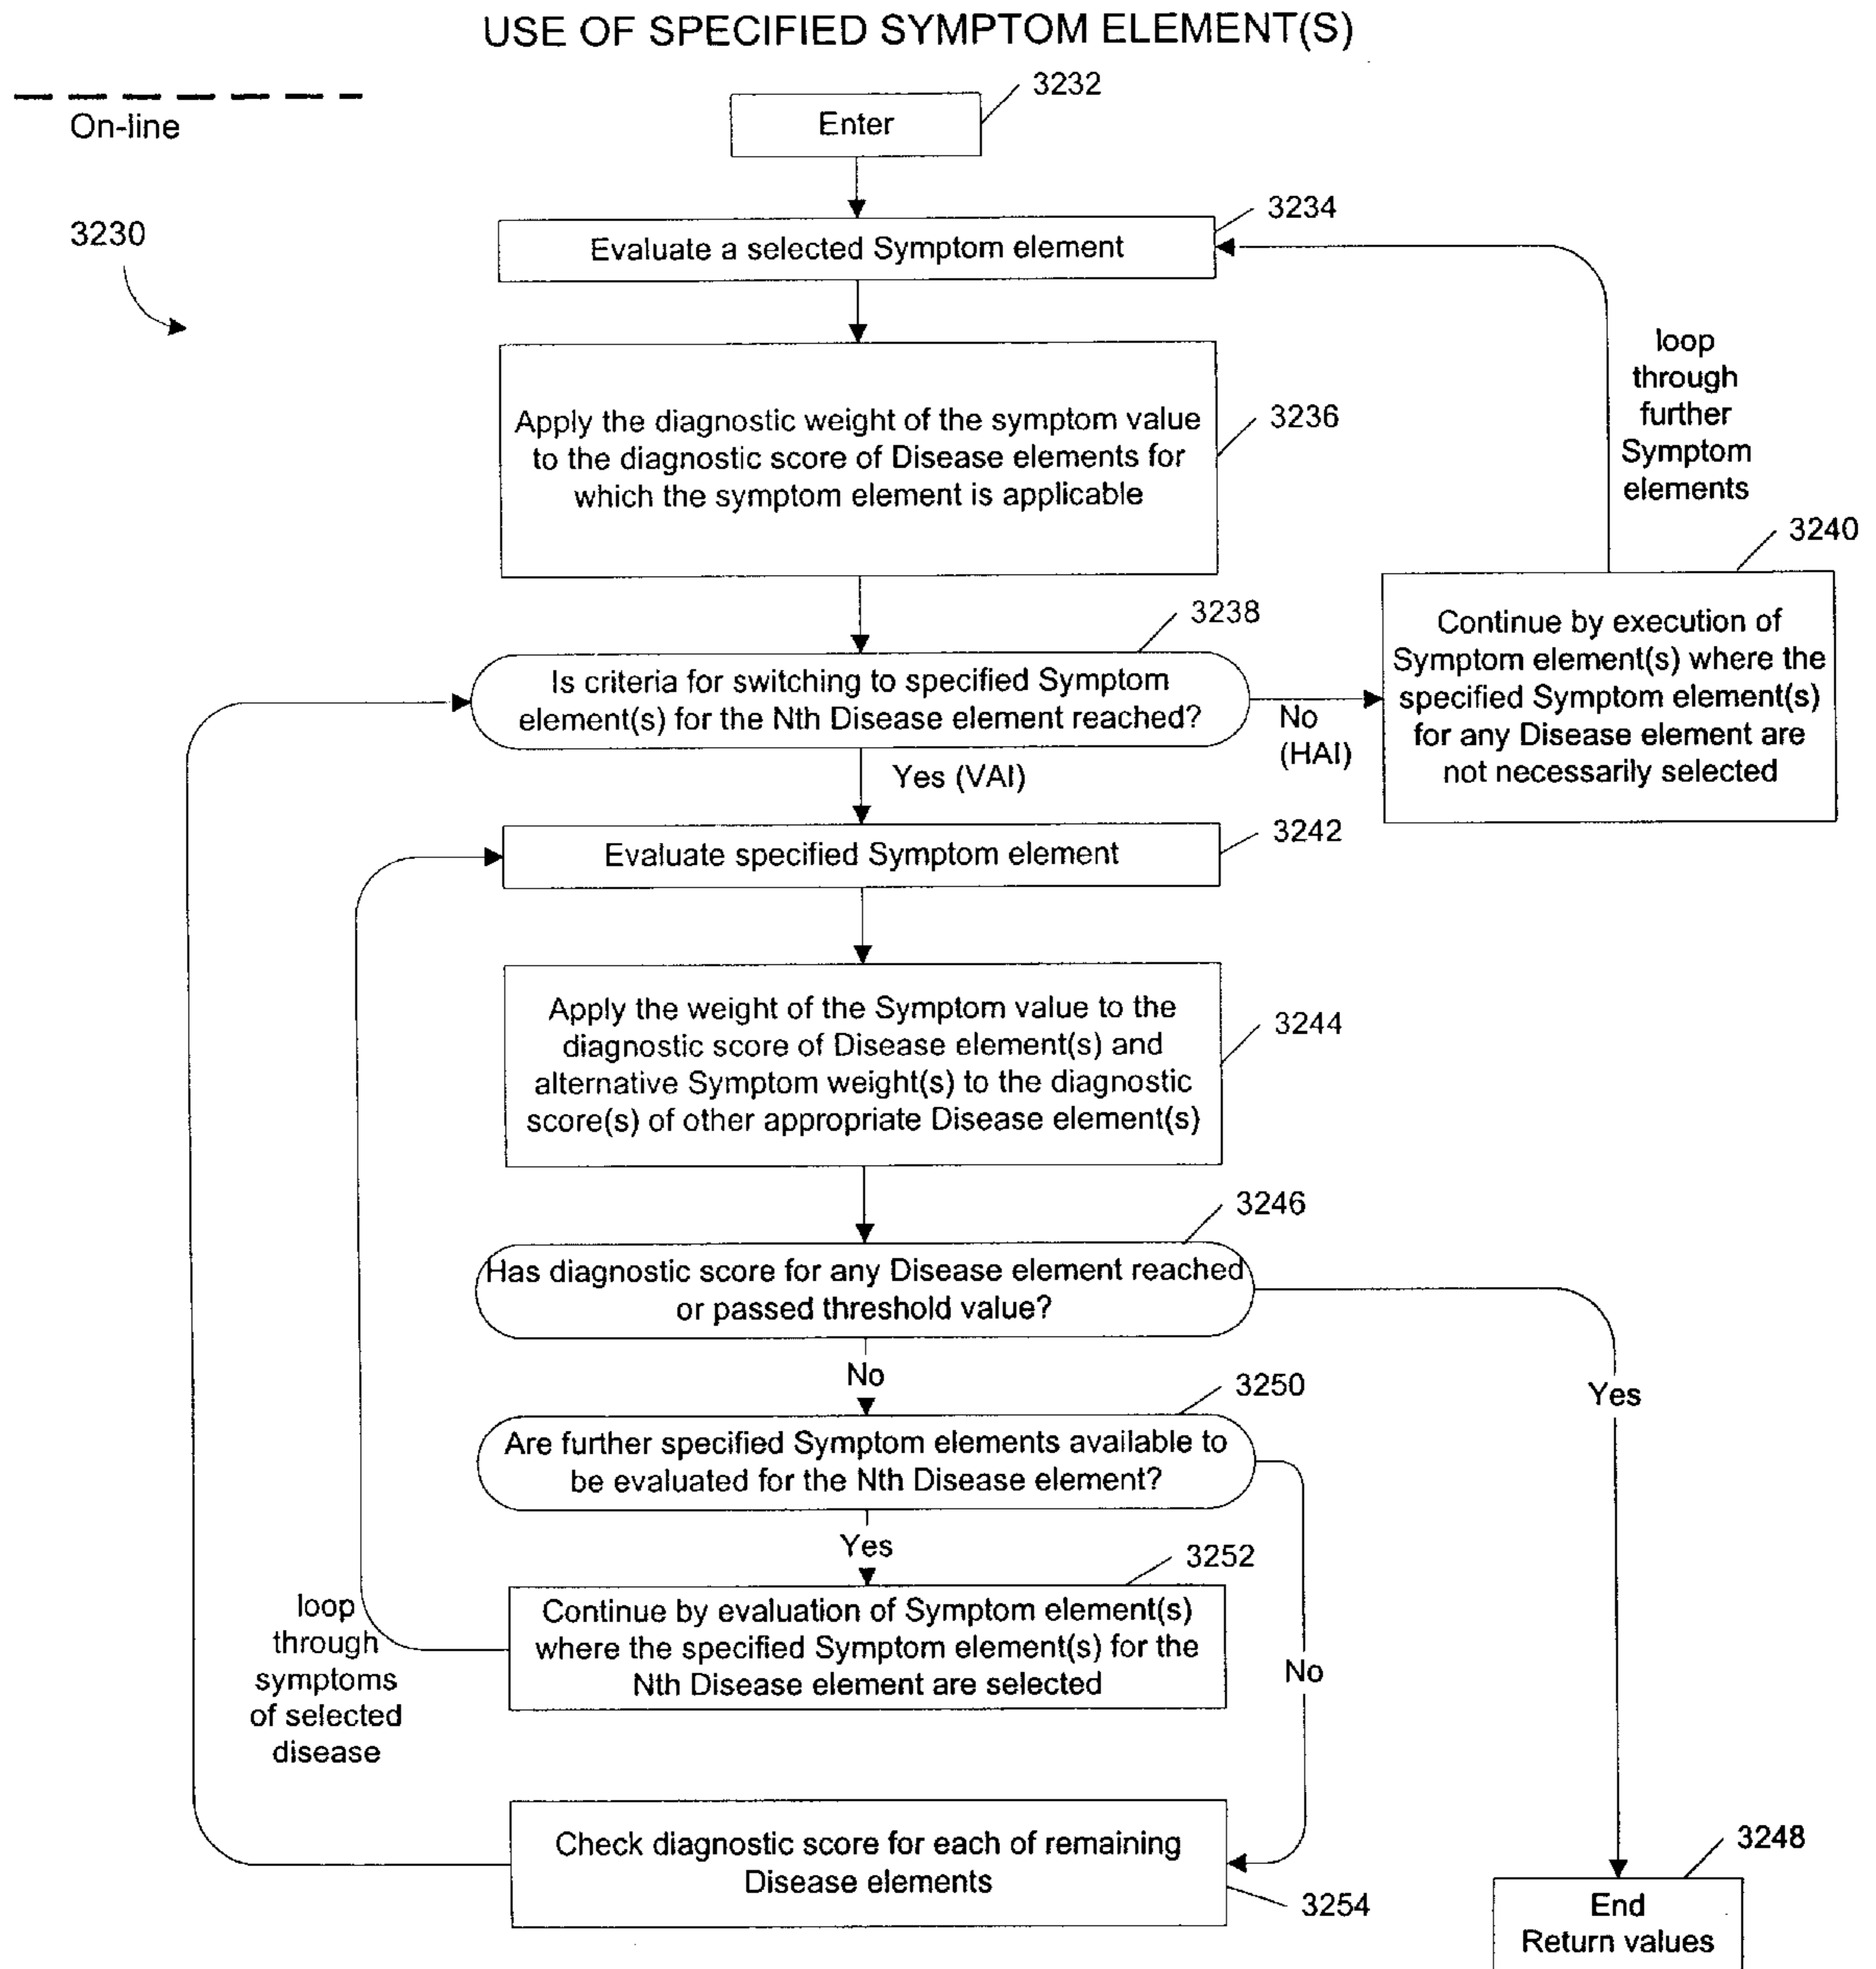 USE OF SPECIFIED SYMPTOM ELEMENT(S)
On-line
3230
3232
Enter
3234
Evaluate a selected Symptom element
3236
Apply the diagnostic weight of the symptom value
to the diagnostic score of Disease elements for
which the symptom element is applicable
loop
through
further
Symptom
elements
3238
Is criteria for switching to specified Symptom
element(s) for the Nth Disease element reached?
No
(HAI)
Yes (VAI)
3240
Continue by execution of
Symptom element(s) where the
specified Symptom element(s)
for any Disease element are
not necessarily selected
3242
Evaluate specified Symptom element
3244
Apply the weight of the Symptom value to the
diagnostic score of Disease element(s) and
alternative Symptom weight(s) to the diagnostic
score(s) of other appropriate Disease element(s)
3246
Has diagnostic score for any Disease element reached
or passed threshold value?
No
Yes
3250
Are further specified Symptom elements available to
be evaluated for the Nth Disease element?
Yes
No
3252
Continue by evaluation of Symptom element(s)
where the specified Symptom element(s) for the
Nth Disease element are selected
loop
through
symptoms
of selected
disease
Check diagnostic score for each of remaining
Disease elements
3254
3248
End
Return values